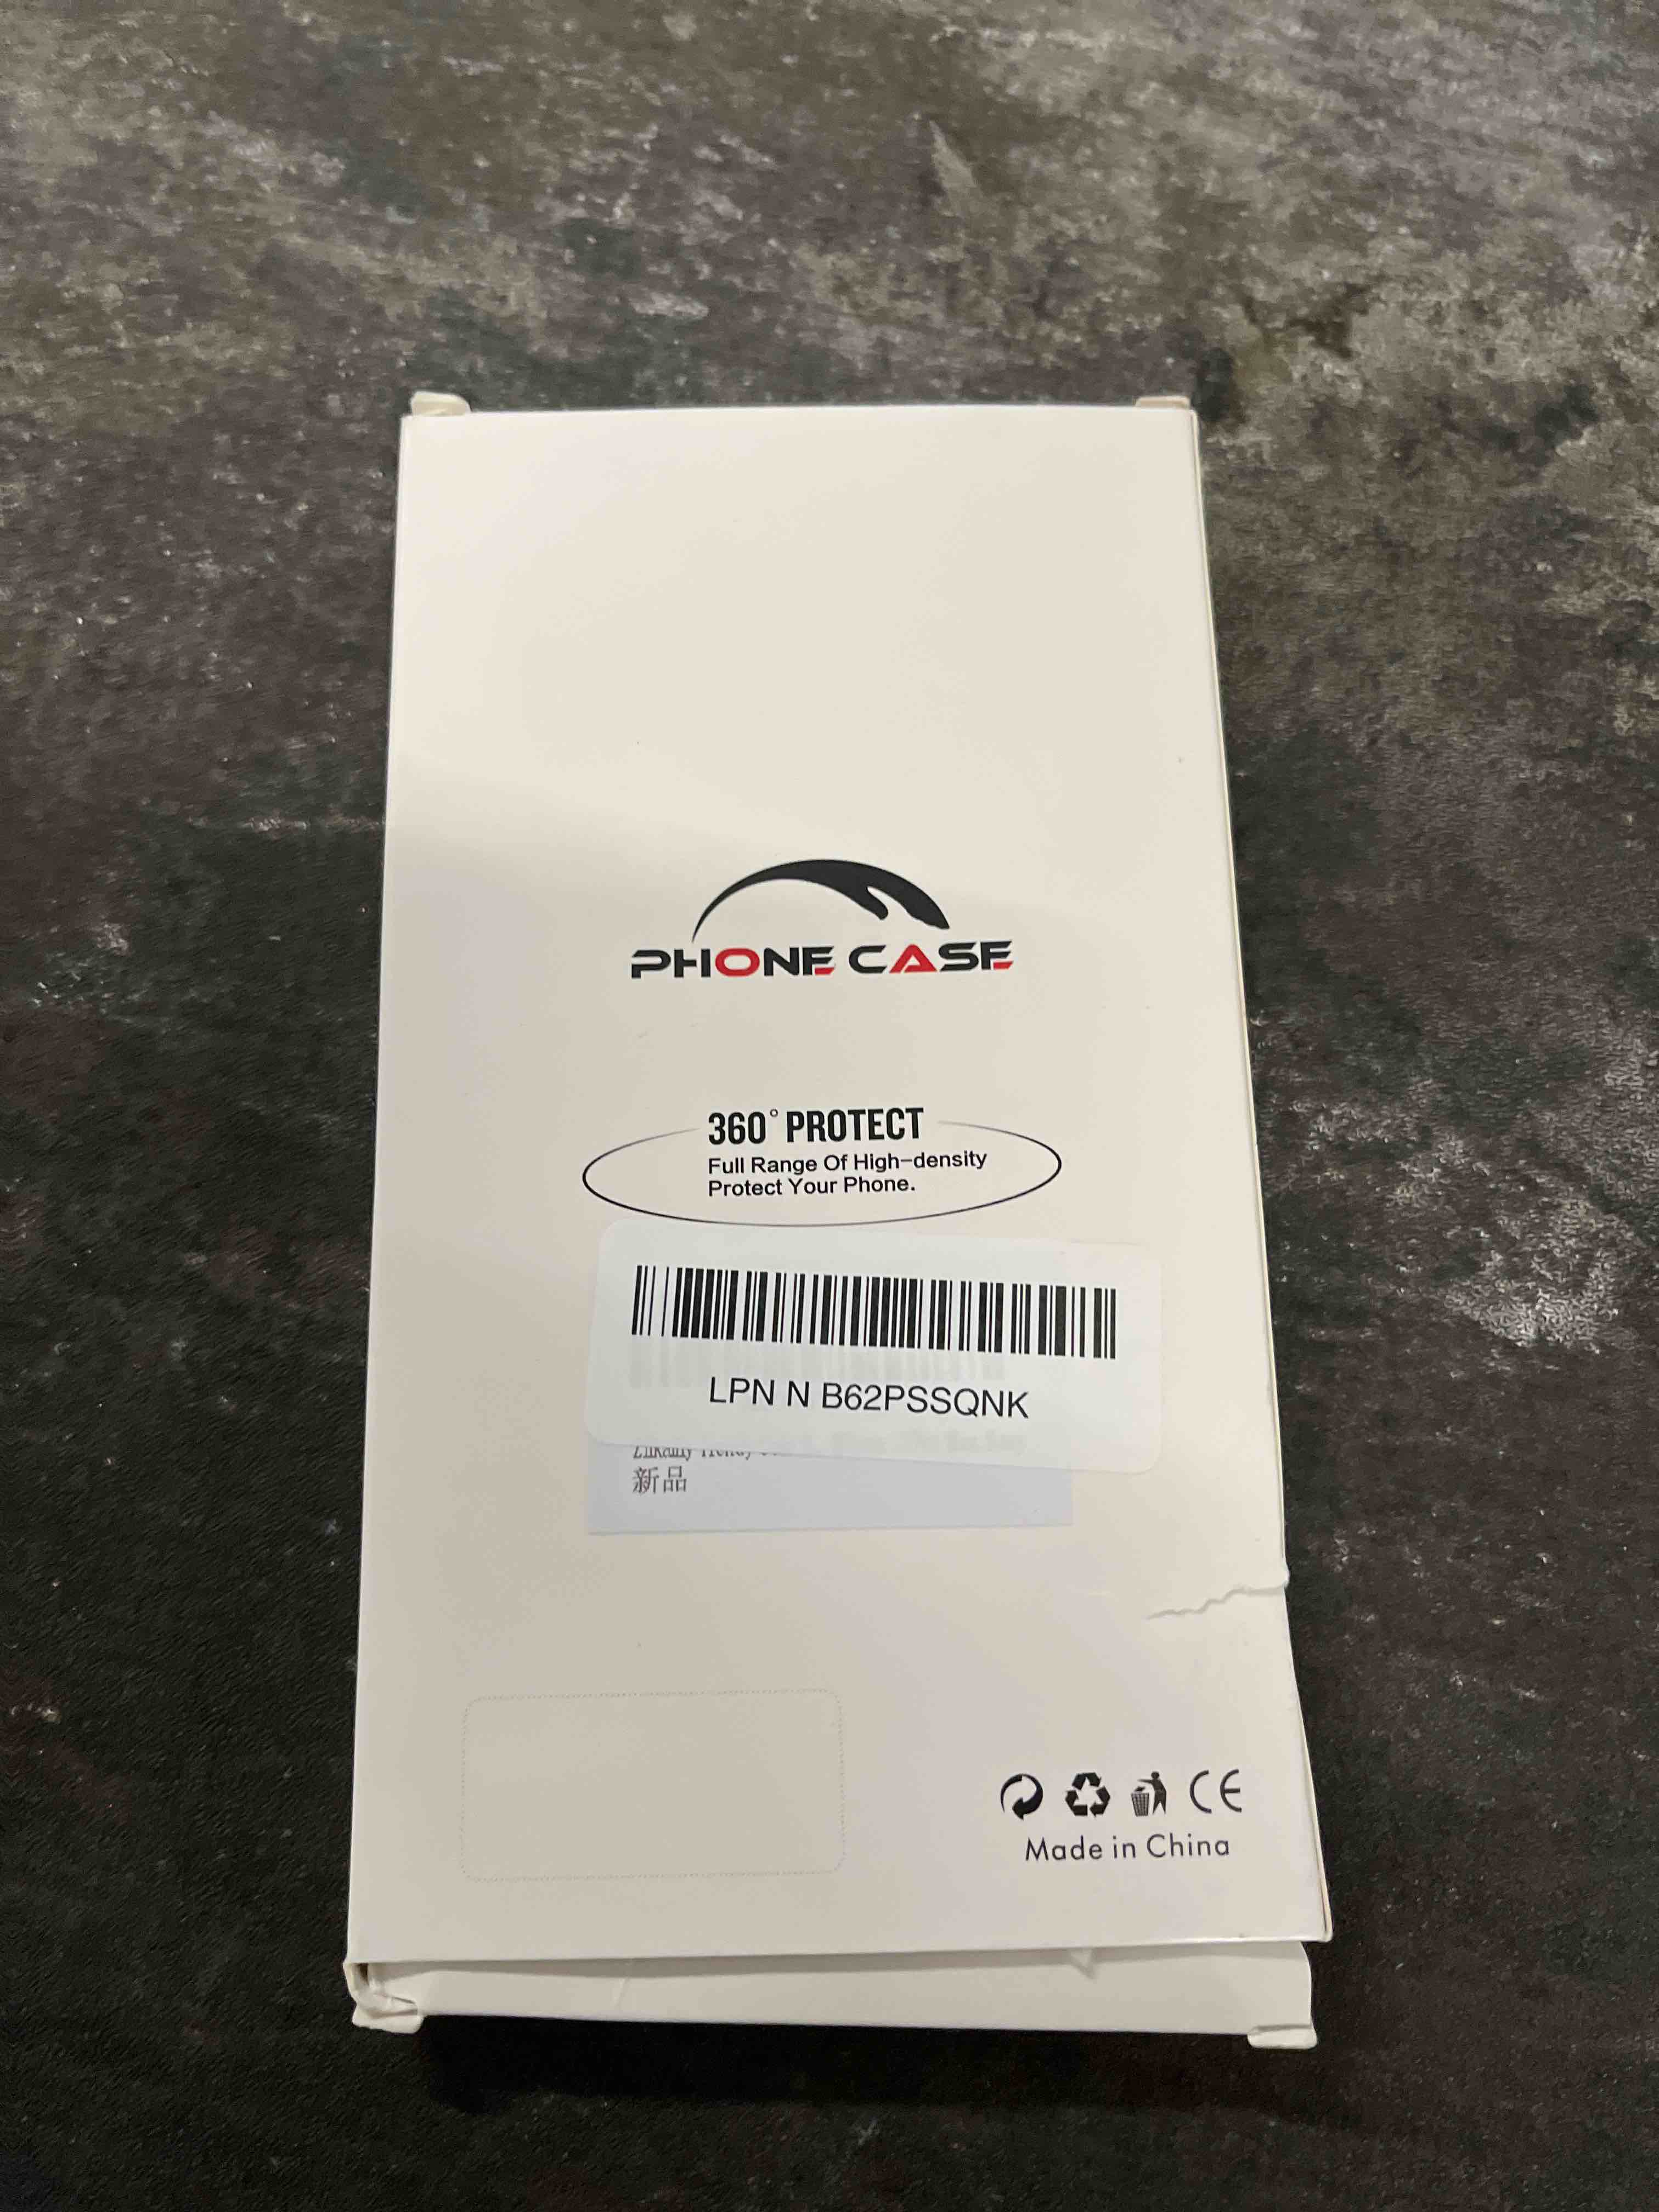 PHONE CASE
360° PROTECT
Full Range Of High-density
Protect Your Phone.
LPN N B62PSSQNK
新品
CE
Made in China